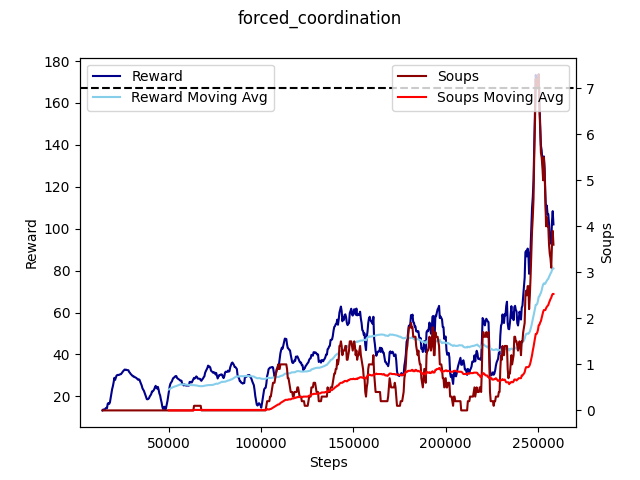 forced_coordination
Reward
Reward Moving Avg
Soups
Soups Moving Avg
180
160
140
120
100
80
60
40
20
Reward
7
6
5
4
3
2
1
0
Soups
50000
100000
150000
200000
250000
Steps